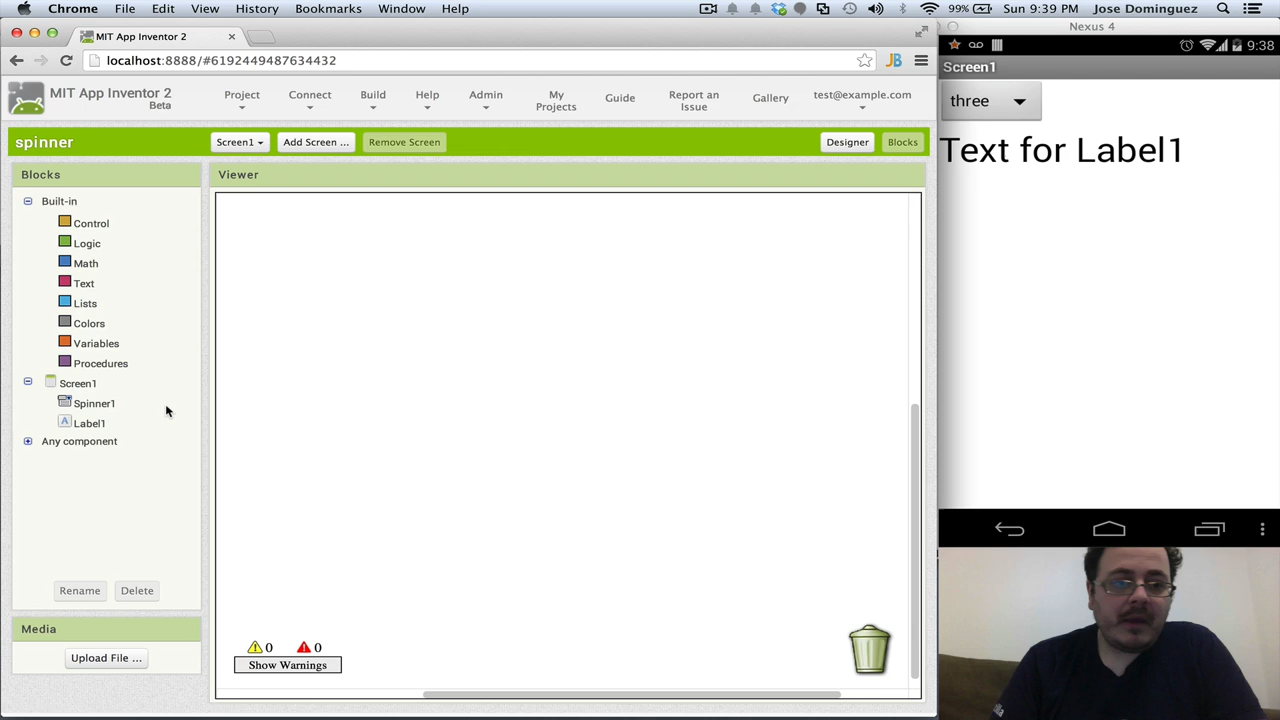 Chrome File Edit View History Bookmarks Window Help 99% Sun 9:39 PM Jose Dominguez
MIT App Inventor 2
localhost:8888/#6192449487634432
MIT App Inventor 2
Beta
Project Connect Build Help Admin My Projects Guide Report an Issue Gallery test@example.com
spinner Screen1 Add Screen ... Remove Screen Designer Blocks
Blocks
Viewer
Built-in
Control
Logic
Math
Text
Lists
Colors
Variables
Procedures
Screen1
Spinner1
A Label1
Any component
Rename Delete
Media
Upload File ...
0 0
Show Warnings
Nexus 4
9:38
Screen1
three
Text for Label1